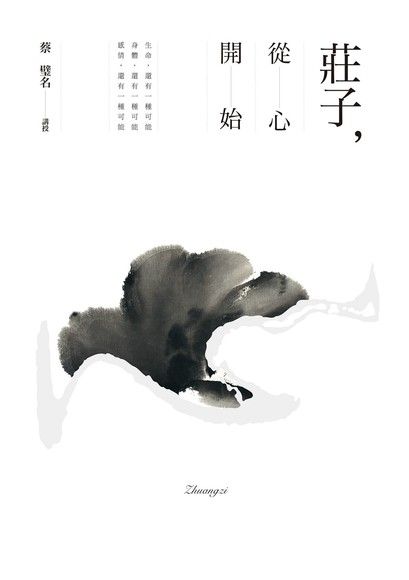 莊子，
從心
開始
生命，還有一種可能
身體，還有一種可能
感情，還有一種可能
蔡璧名——講授
Zhuangzi